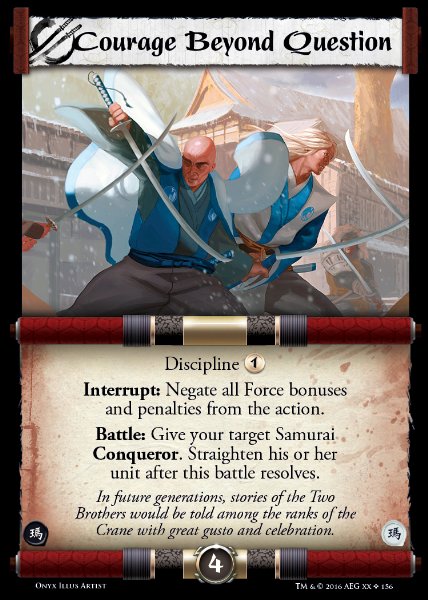 Courage Beyond Question
Discipline 1
Interrupt: Negate all Force bonuses
and penalties from the action.
Battle: Give your target Samurai
Conqueror. Straighten his or her
unit after this battle resolves.
In future generations, stories of the Two
Brothers would be told among the ranks of the
Crane with great gusto and celebration.
瑪 瑪
4
Onyx Illus Artist TM & © 2016 AEG XX ❖ 156